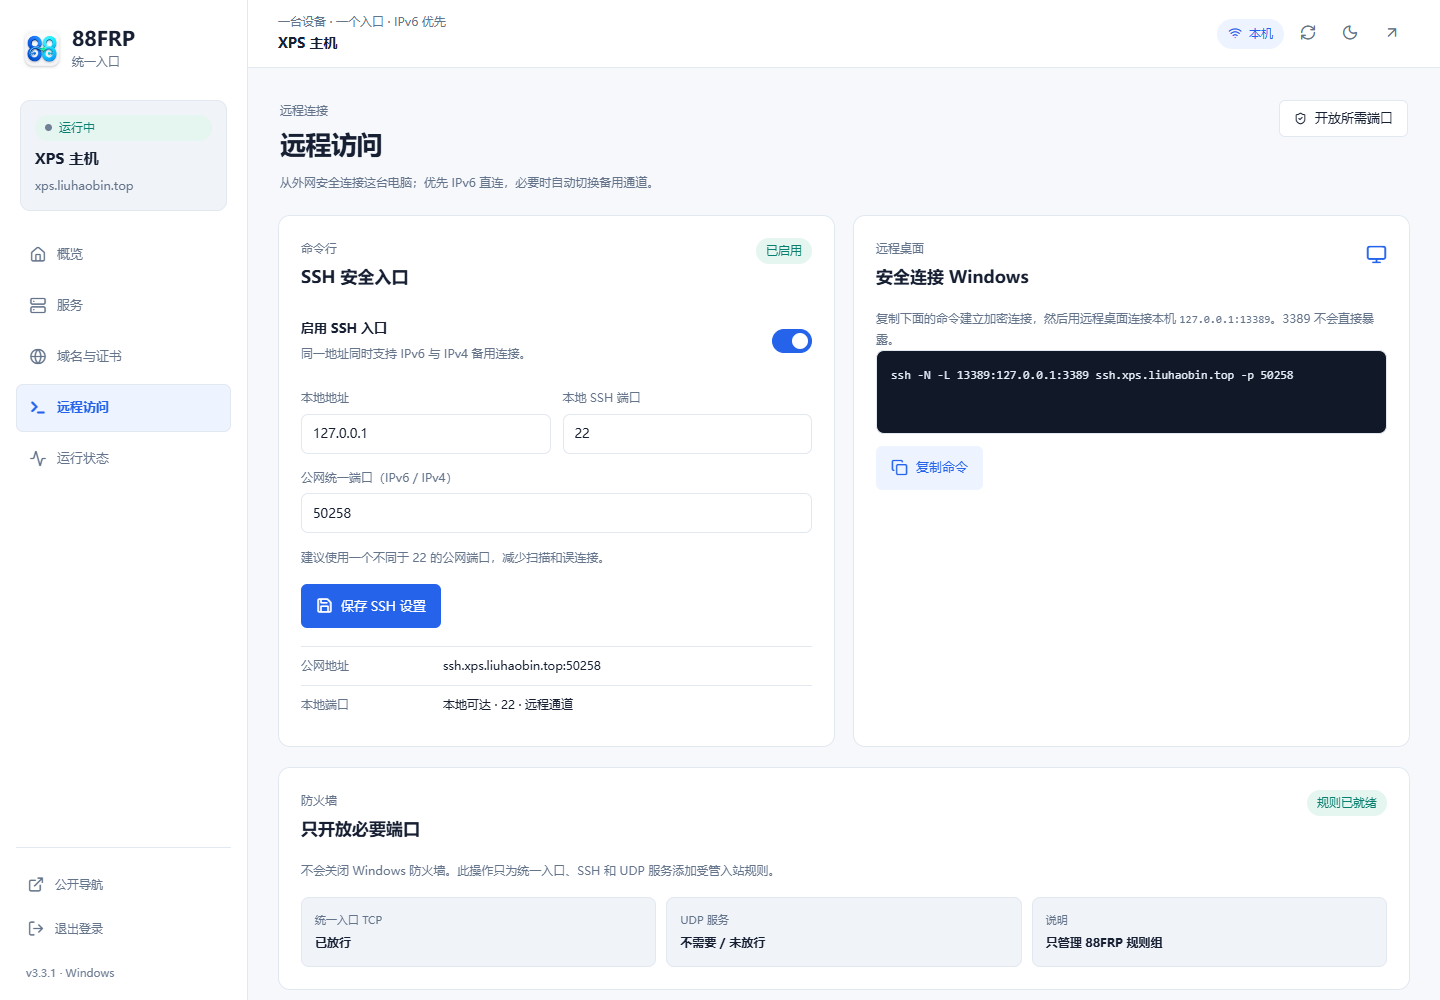 88FRP
统一入口
运行中
XPS 主机
xps.liuhaobin.top
概览
服务
域名与证书
远程访问
运行状态
公开导航
退出登录
v3.3.1 · Windows
一台设备 · 一个入口 · IPv6 优先
XPS 主机
本机
远程连接
远程访问
从外网安全连接这台电脑；优先 IPv6 直连，必要时自动切换备用通道。
开放所需端口
命令行
SSH 安全入口
已启用
启用 SSH 入口
同一地址同时支持 IPv6 与 IPv4 备用连接。
本地地址
本地 SSH 端口
127.0.0.1
22
公网统一端口（IPv6 / IPv4）
50258
建议使用一个不同于 22 的公网端口，减少扫描和误连接。
保存 SSH 设置
公网地址
ssh.xps.liuhaobin.top:50258
本地端口
本地可达 · 22 · 远程通道
远程桌面
安全连接 Windows
复制下面的命令建立加密连接，然后用远程桌面连接本机 127.0.0.1:13389。3389 不会直接暴
露。
ssh -N -L 13389:127.0.0.1:3389 ssh.xps.liuhaobin.top -p 50258
复制命令
防火墙
只开放必要端口
规则已就绪
不会关闭 Windows 防火墙。此操作只为统一入口、SSH 和 UDP 服务添加受管入站规则。
统一入口 TCP
已放行
UDP 服务
不需要 / 未放行
说明
只管理 88FRP 规则组